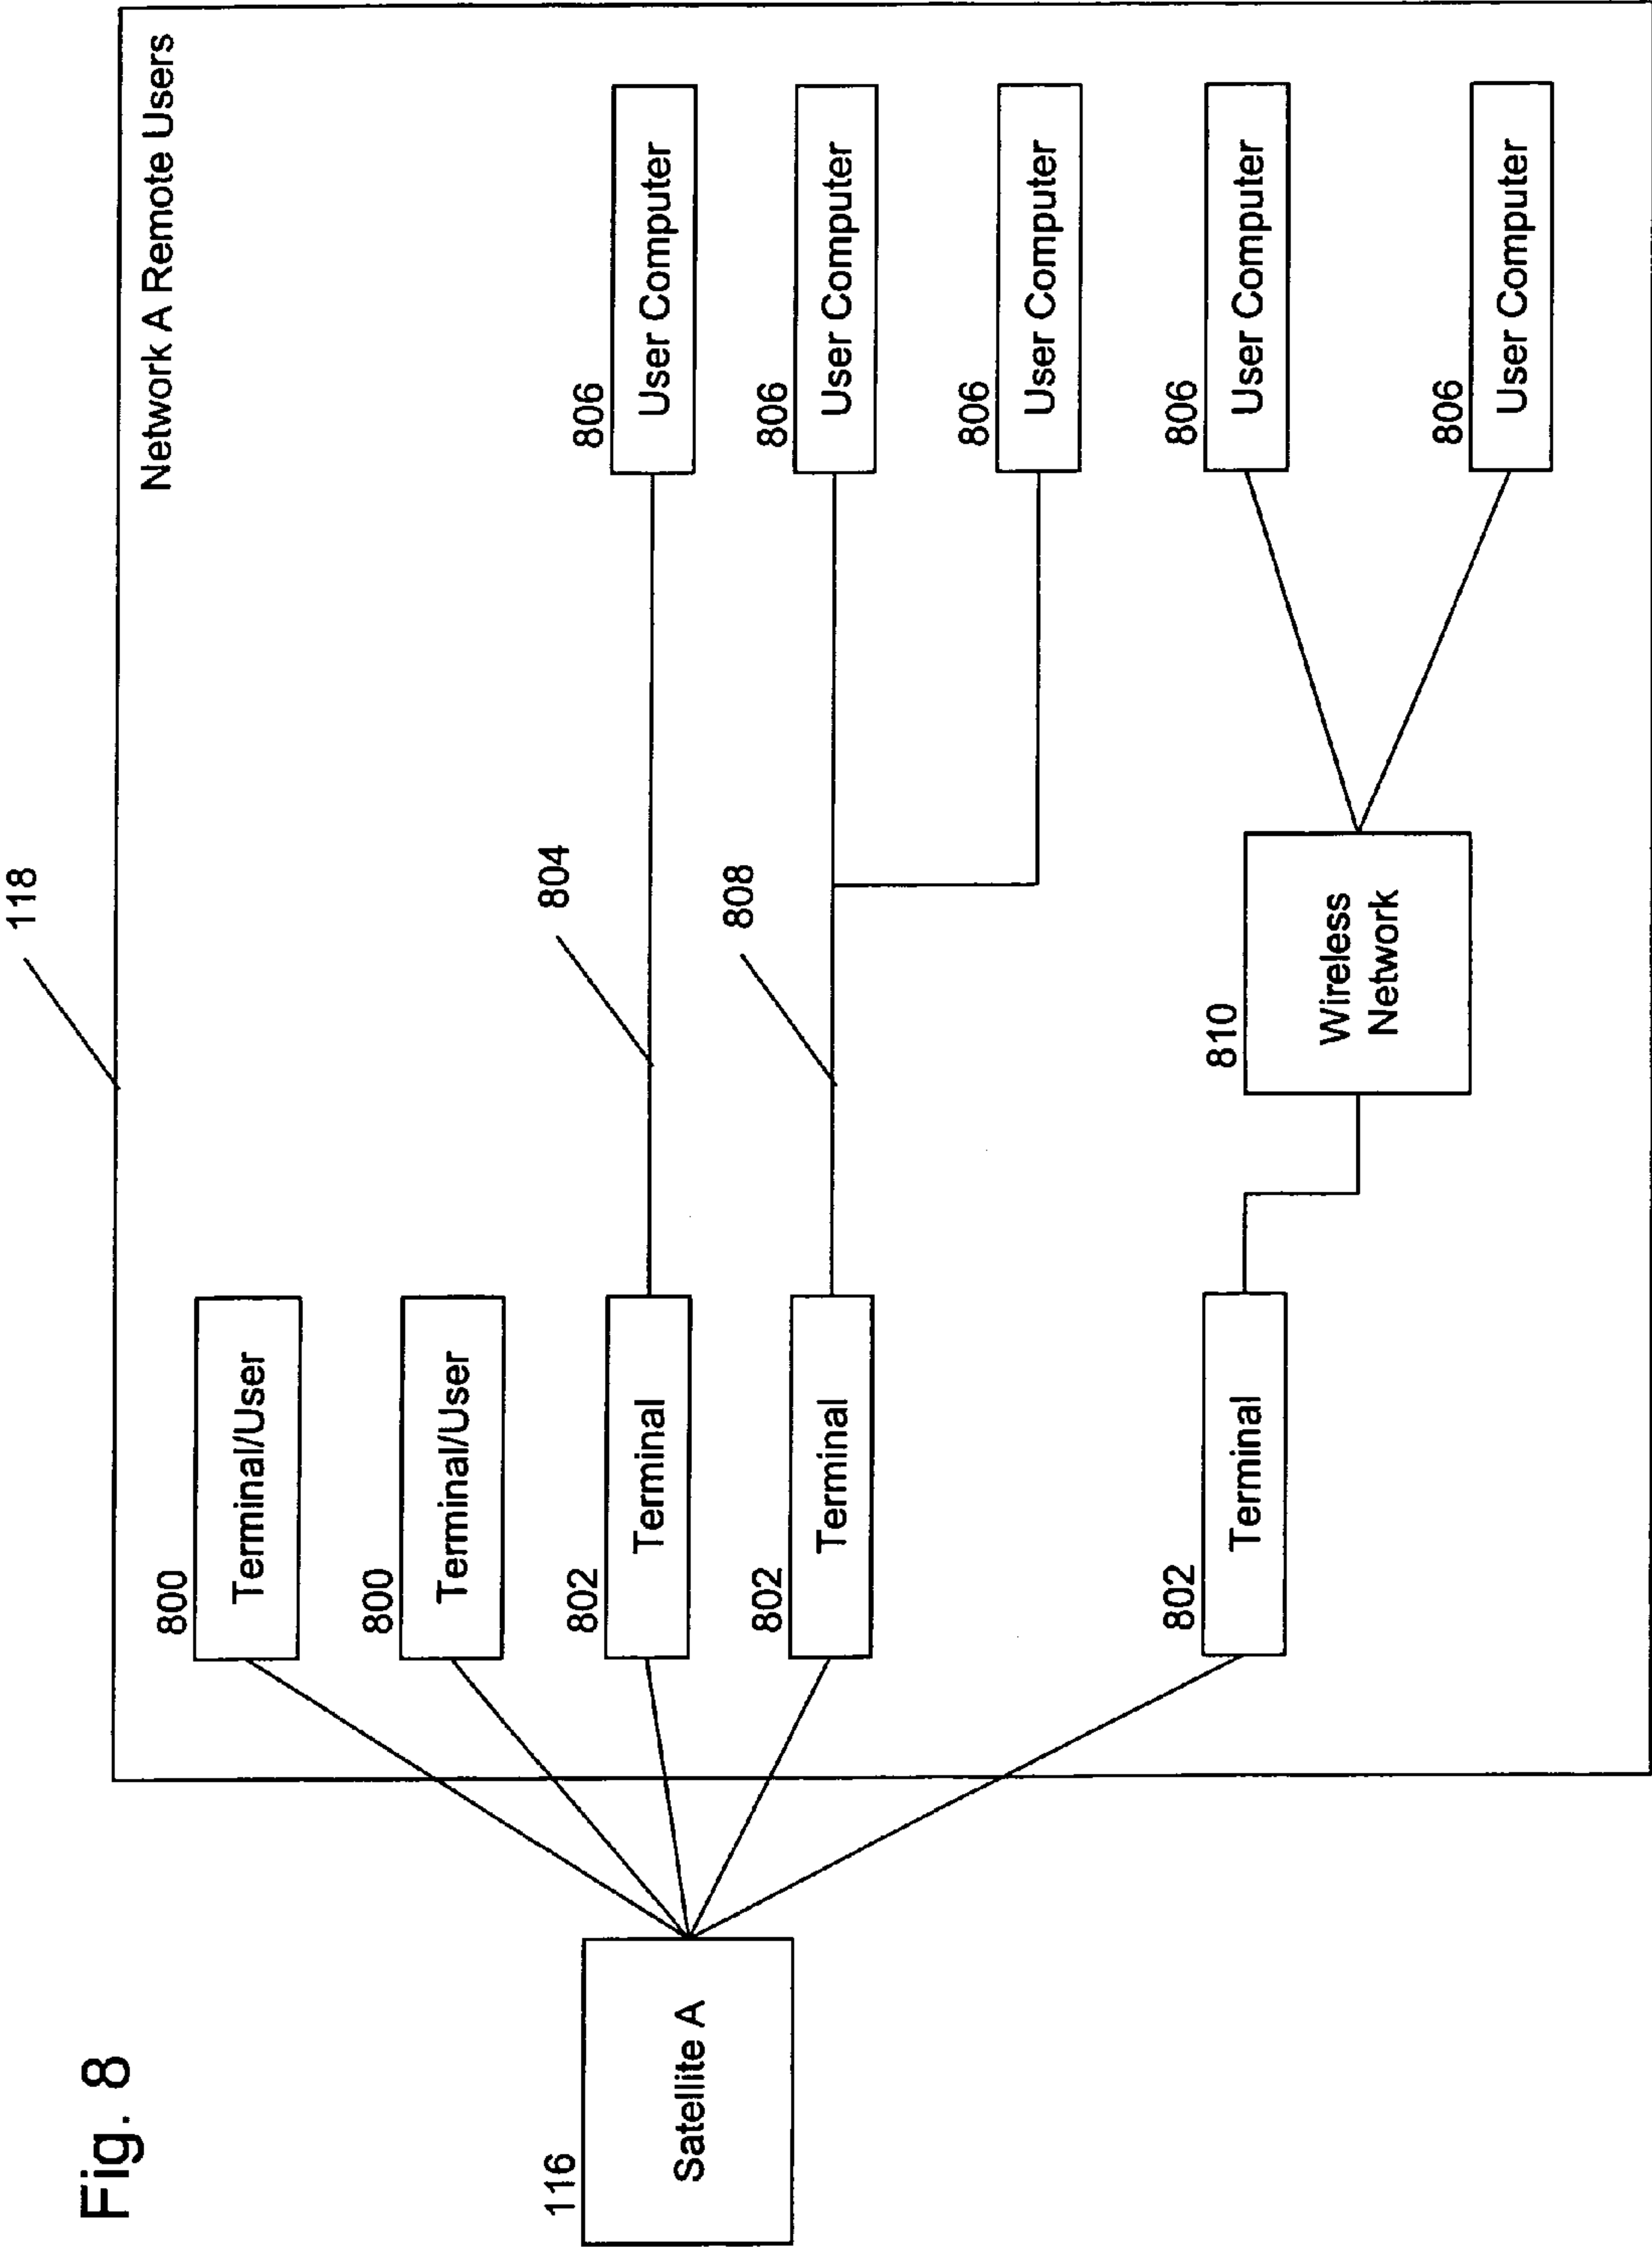 Fig. 8
118
Network A Remote Users
116
Satellite A
800
Terminal/User
800
Terminal/User
802
Terminal
804
806
User Computer
802
Terminal
808
806
User Computer
806
User Computer
802
Terminal
810
Wireless
Network
806
User Computer
806
User Computer